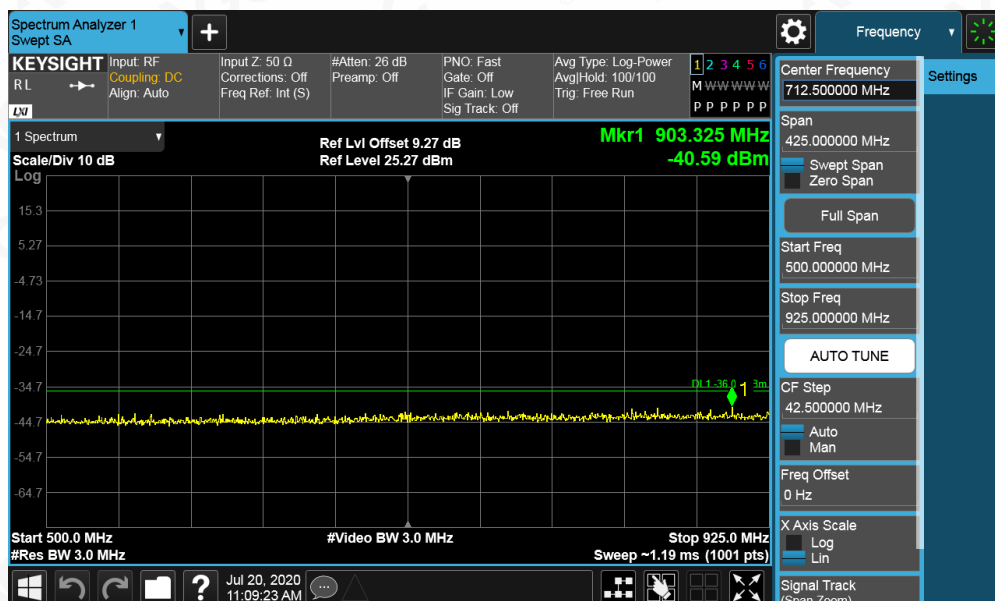 Spectrum Analyzer 1
Swept SA
+
Frequency
KEYSIGHT
R L
LXI
Input: RF
Coupling: DC
Align: Auto
Input Z: 50 Ω
Corrections: Off
Freq Ref: Int (S)
#Atten: 26 dB
Preamp: Off
PNO: Fast
Gate: Off
IF Gain: Low
Sig Track: Off
Avg Type: Log-Power
Avg|Hold: 100/100
Trig: Free Run
1 2 3 4 5 6
M W W W W W
P P P P P P
1 Spectrum
Scale/Div 10 dB
Log
Ref Lvl Offset 9.27 dB
Ref Level 25.27 dBm
Mkr1 903.325 MHz
-40.59 dBm
15.3
5.27
-4.73
-14.7
-24.7
-34.7
-44.7
-54.7
-64.7
DL1 -36.0
1
Start 500.0 MHz
#Res BW 3.0 MHz
#Video BW 3.0 MHz
Stop 925.0 MHz
Sweep ~1.19 ms (1001 pts)
Center Frequency
712.500000 MHz
Settings
Span
425.000000 MHz
Swept Span
Zero Span
Full Span
Start Freq
500.000000 MHz
Stop Freq
925.000000 MHz
AUTO TUNE
CF Step
42.500000 MHz
Auto
Man
Freq Offset
0 Hz
X Axis Scale
Log
Lin
Signal Track
(Span Zoom)
?
Jul 20, 2020
11:09:23 AM